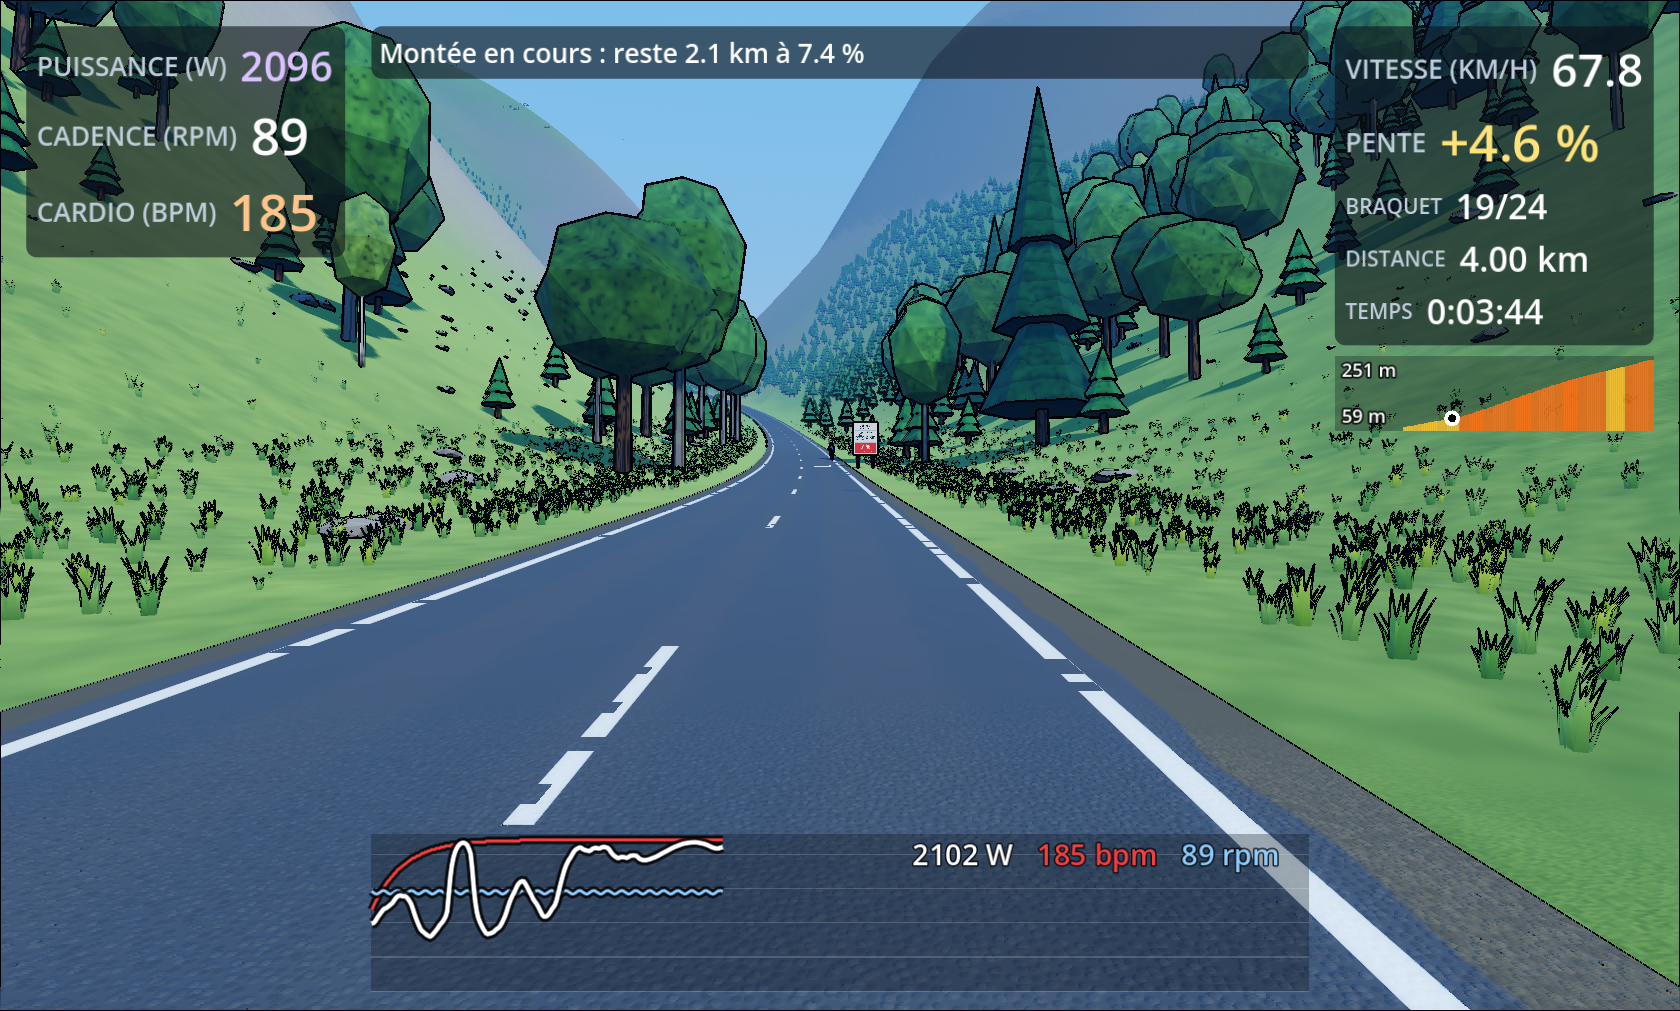 PUISSANCE (W) 2096
CADENCE (RPM) 89
CARDIO (BPM) 185
Montée en cours : reste 2.1 km à 7.4 %
VITESSE (KM/H) 67.8
PENTE +4.6 %
BRAQUET 19/24
DISTANCE 4.00 km
TEMPS 0:03:44
251 m
59 m
2102 W 185 bpm 89 rpm